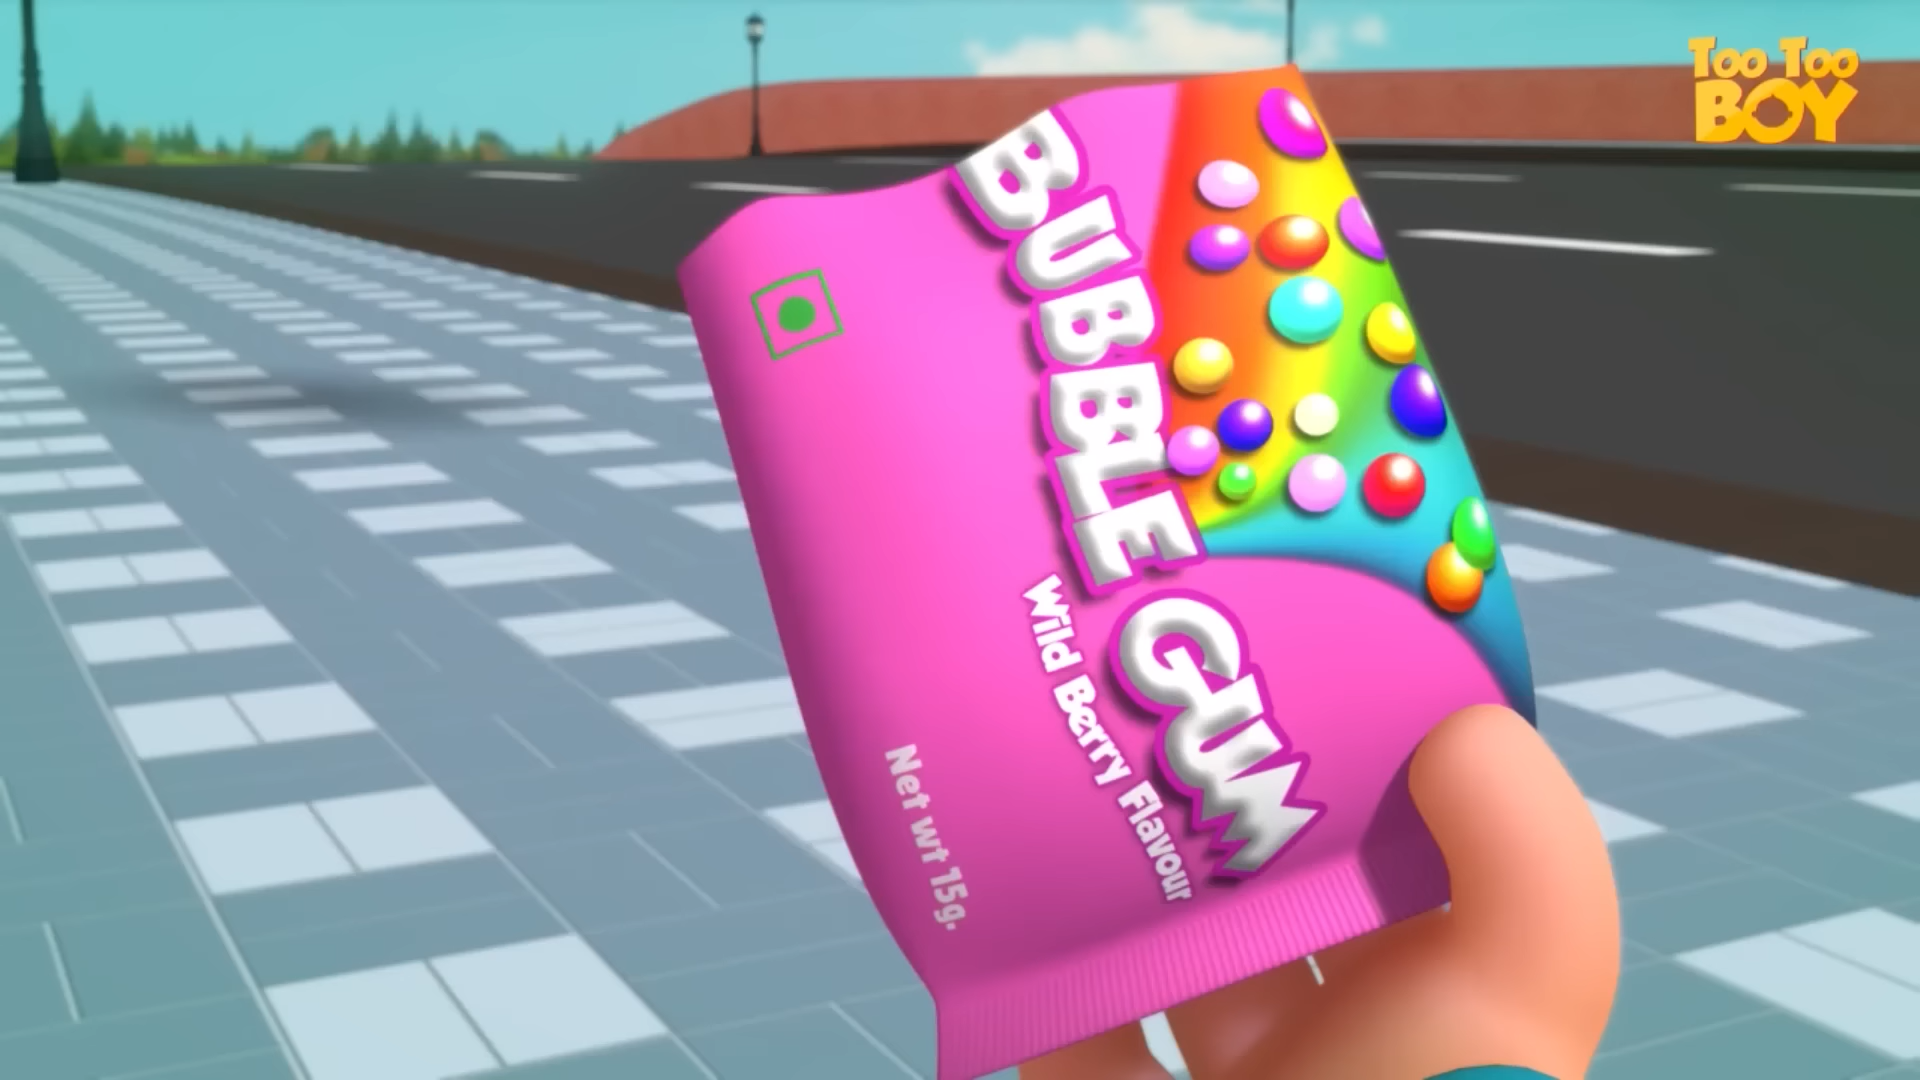 Too Too
BOY
BUBBLE GUM
Wild Berry Flavour
Net wt 15g.